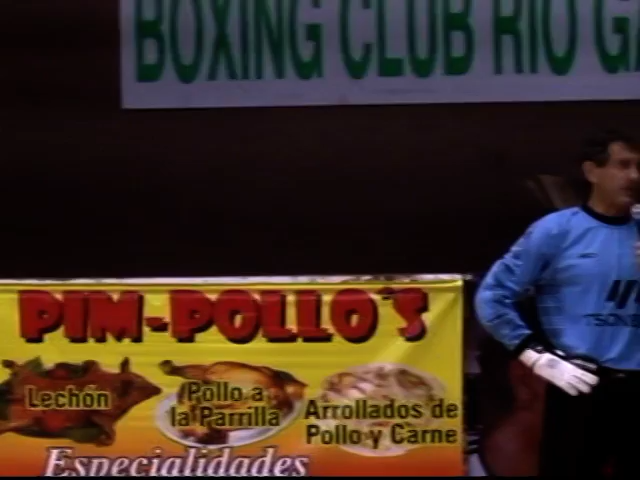 BOXING CLUB RIO
PIM-POLLO'S
Lechón
Pollo a
la Parrilla
Arrollados de
Pollo y Carne
Especialidades